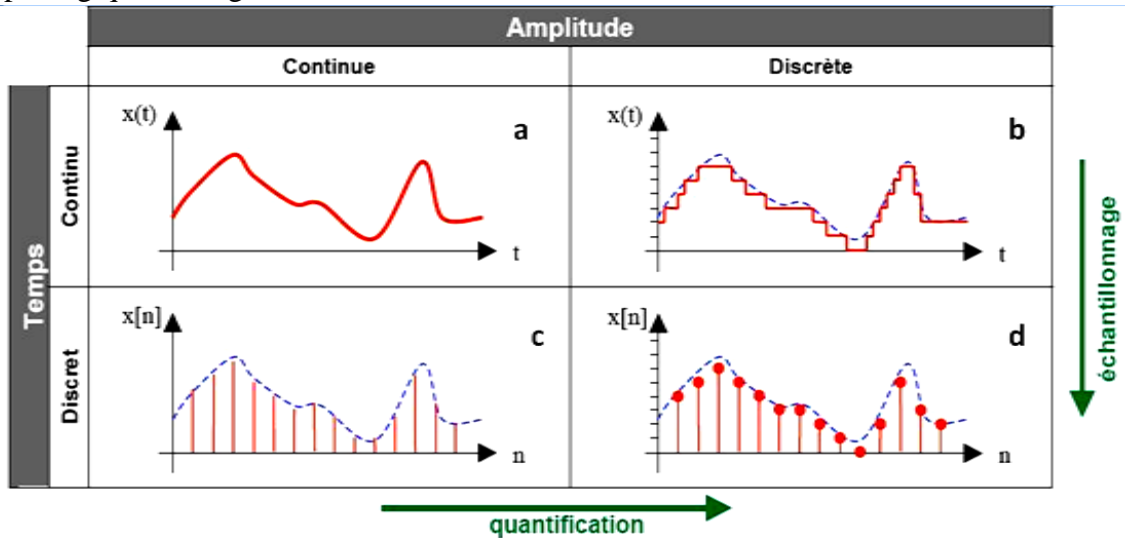 Amplitude
Continue
Discrète
Temps
Continu
x(t)
a
t
x(t)
b
t
Discret
x[n]
c
n
x[n]
d
n
échantillonnage
quantification